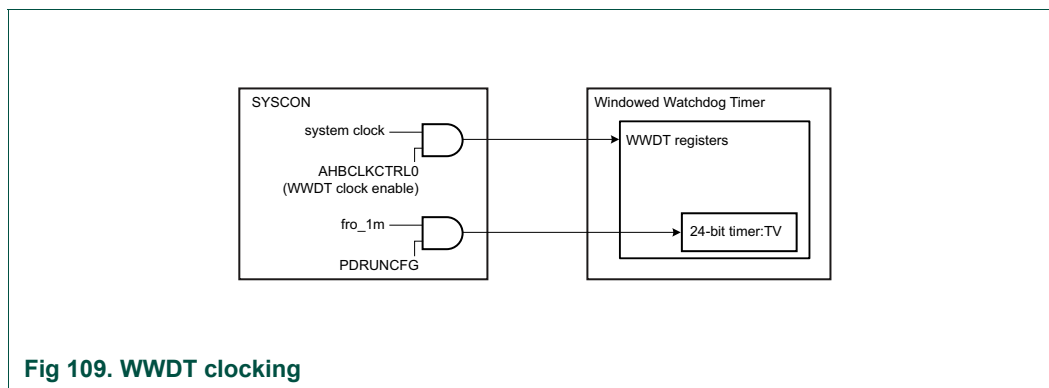 SYSCON
system clock
AHBCLKCTRL0
(WWDT clock enable)
fro_1m
PDRUNCFG
Windowed Watchdog Timer
WWDT registers
24-bit timer:TV
Fig 109. WWDT clocking